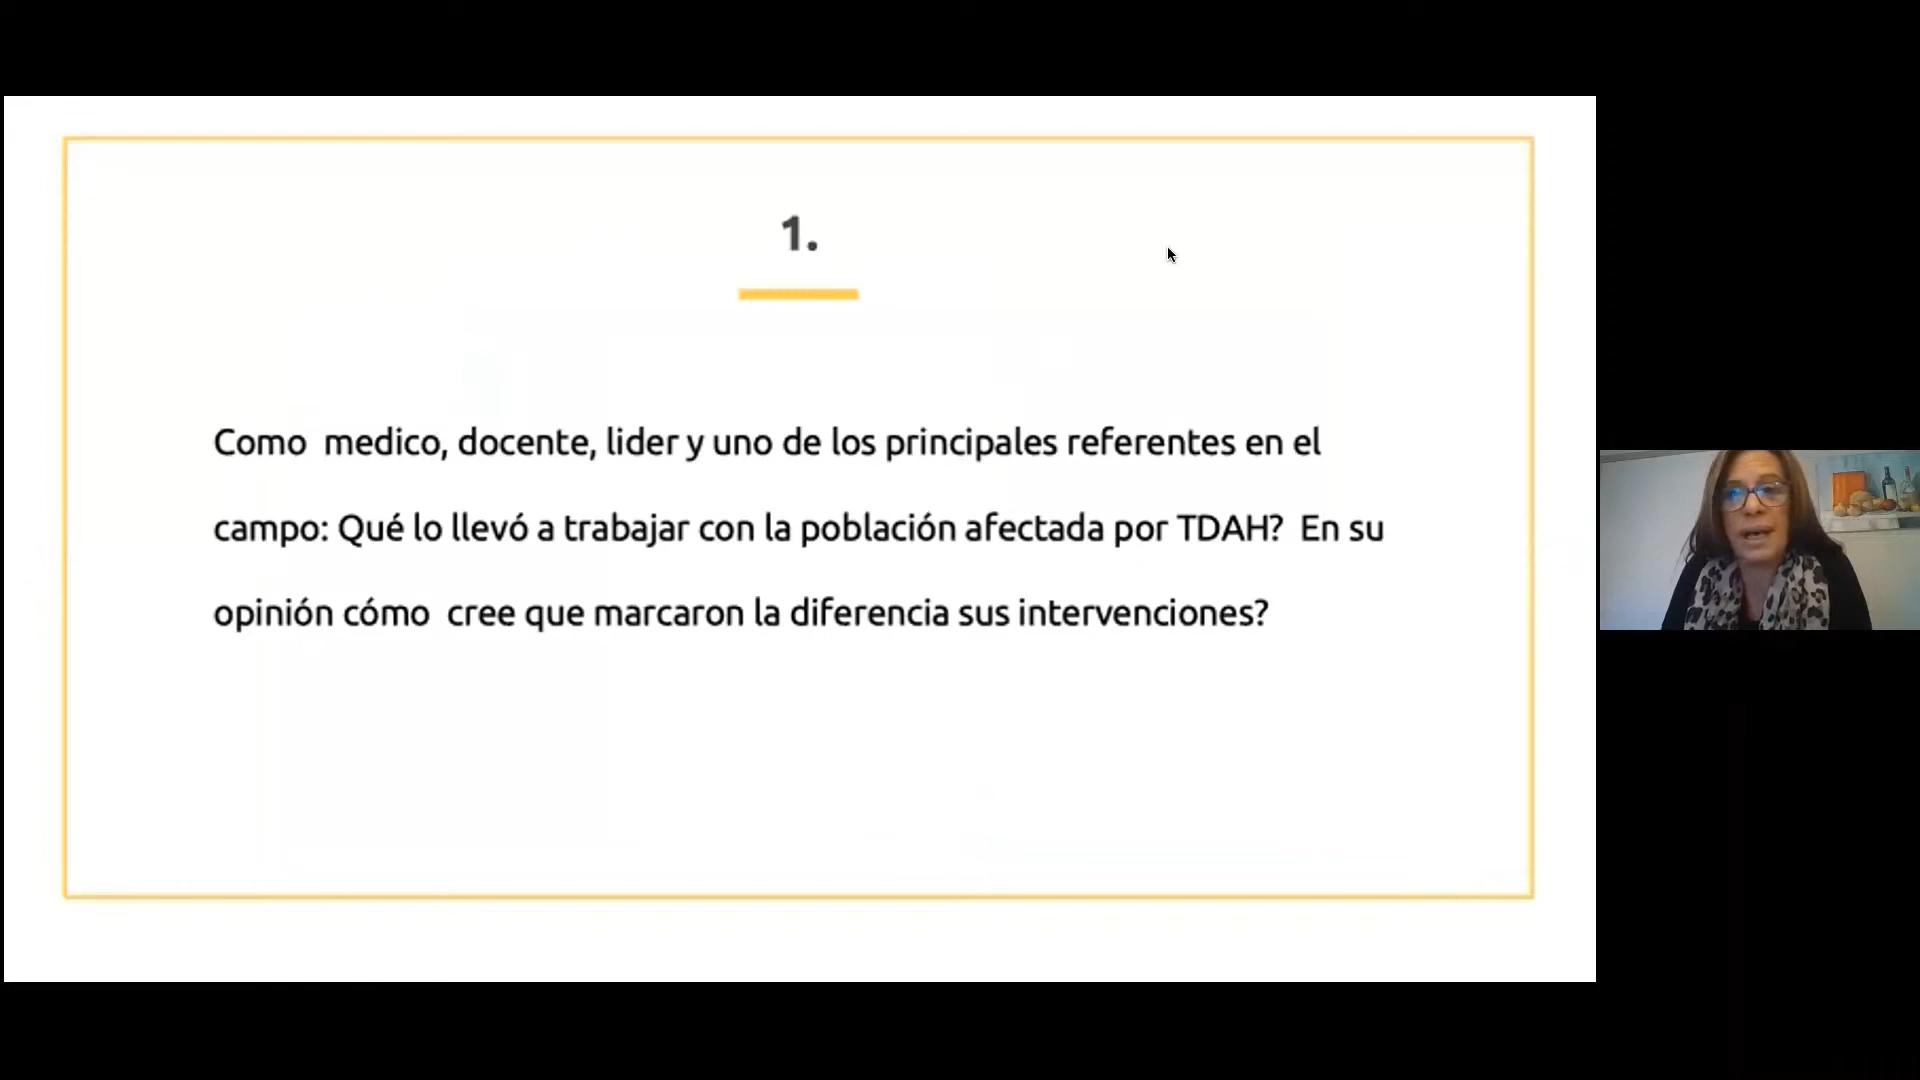 1.
Como medico, docente, lider y uno de los principales referentes en el
campo: Qué lo llevó a trabajar con la población afectada por TDAH? En su
opinión cómo cree que marcaron la diferencia sus intervenciones?